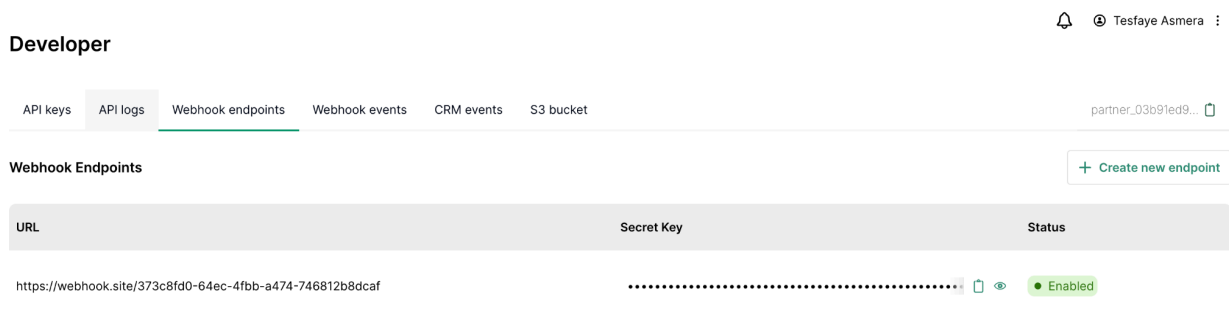 Tesfaye Asmera
Developer
API keys API logs Webhook endpoints Webhook events CRM events S3 bucket partner_03b91ed9...
Webhook Endpoints + Create new endpoint
URL Secret Key Status
https://webhook.site/373c8fd0-64ec-4fbb-a474-746812b8dcaf Enabled